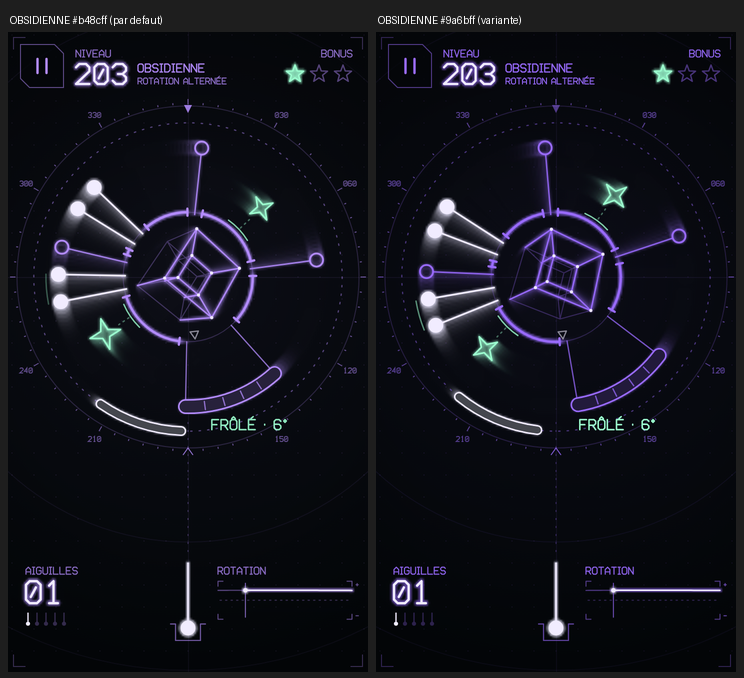 OBSIDIENNE #b48cff (par defaut)
NIVEAU
203
OBSIDIENNE
ROTATION ALTERNÉE
BONUS
330
030
300
060
240
120
210
150
FRÔLÉ · 6°
AIGUILLES
01
ROTATION
+
-
OBSIDIENNE #9a6bff (variante)
NIVEAU
203
OBSIDIENNE
ROTATION ALTERNÉE
BONUS
330
030
300
060
240
120
210
150
FRÔLÉ · 6°
AIGUILLES
01
ROTATION
+
-